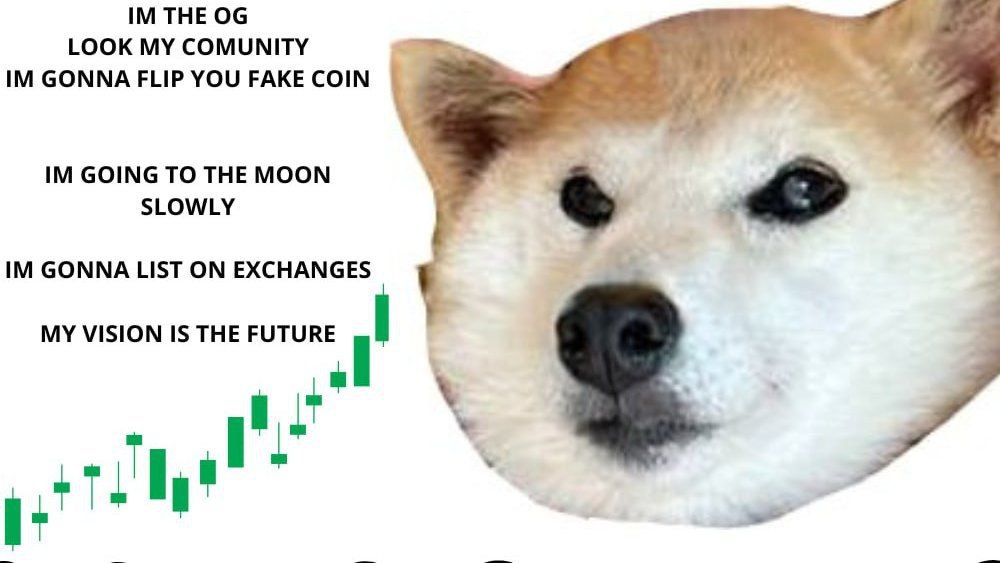 IM THE OG
LOOK MY COMUNITY
IM GONNA FLIP YOU FAKE COIN
IM GOING TO THE MOON
SLOWLY
IM GONNA LIST ON EXCHANGES
MY VISION IS THE FUTURE